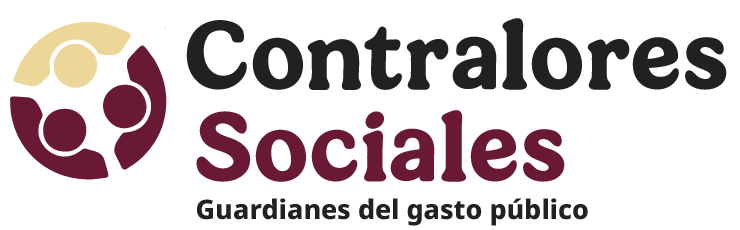 Contralores
Sociales
Guardianes del gasto público